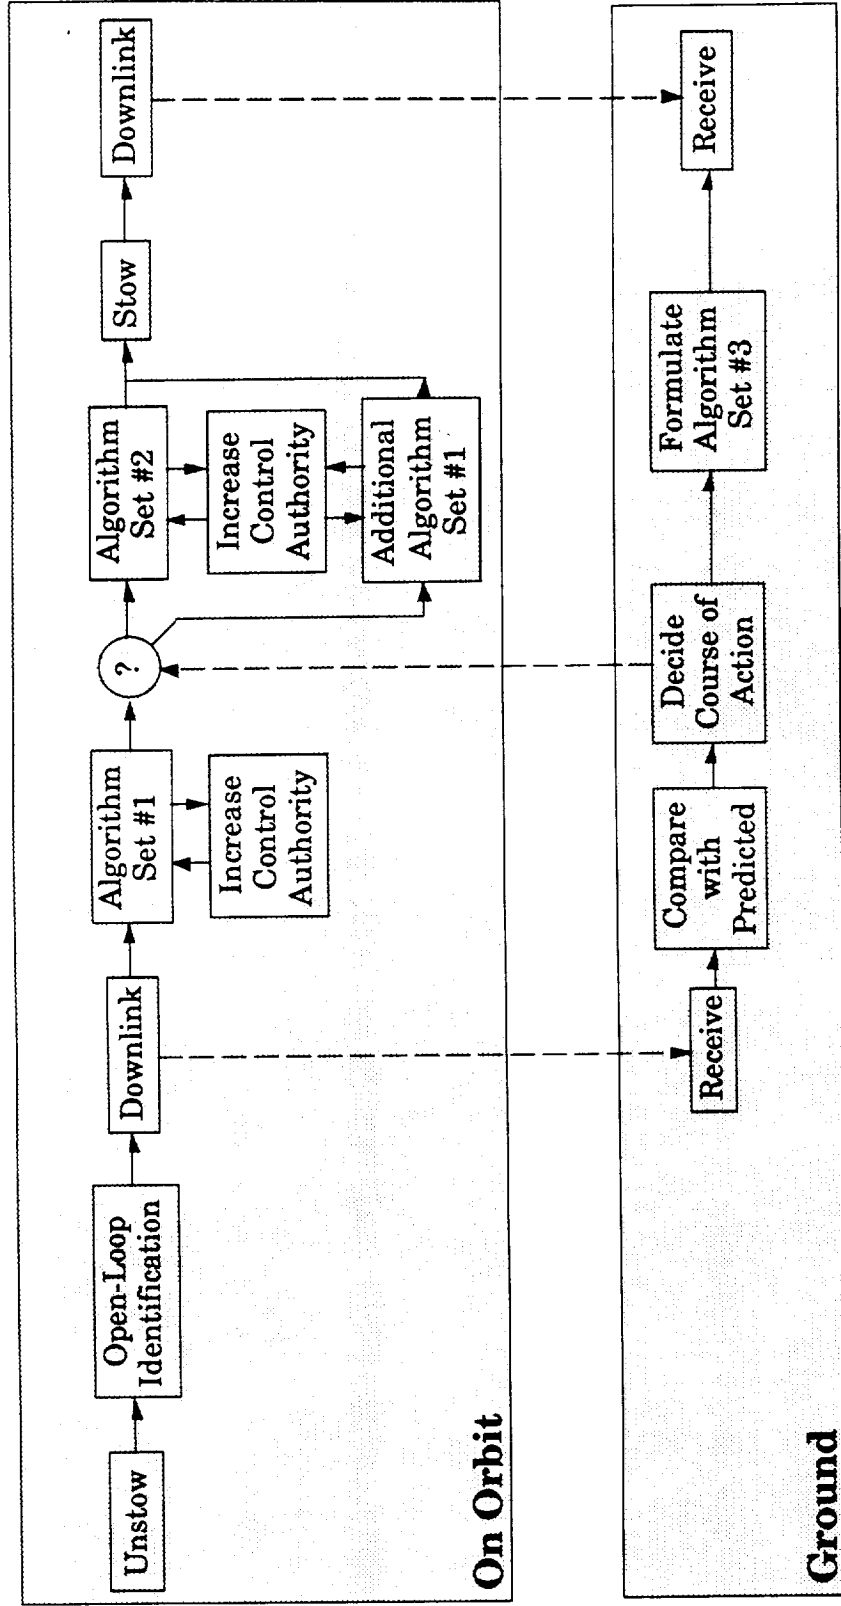 Unstow
Open-Loop
Identification
Downlink
Algorithm
Set #1
Increase
Control
Authority
?
Algorithm
Set #2
Increase
Control
Authority
Additional
Algorithm
Set #1
Stow
Downlink
On Orbit
Receive
Compare
with
Predicted
Decide
Course of
Action
Formulate
Algorithm
Set #3
Receive
Ground